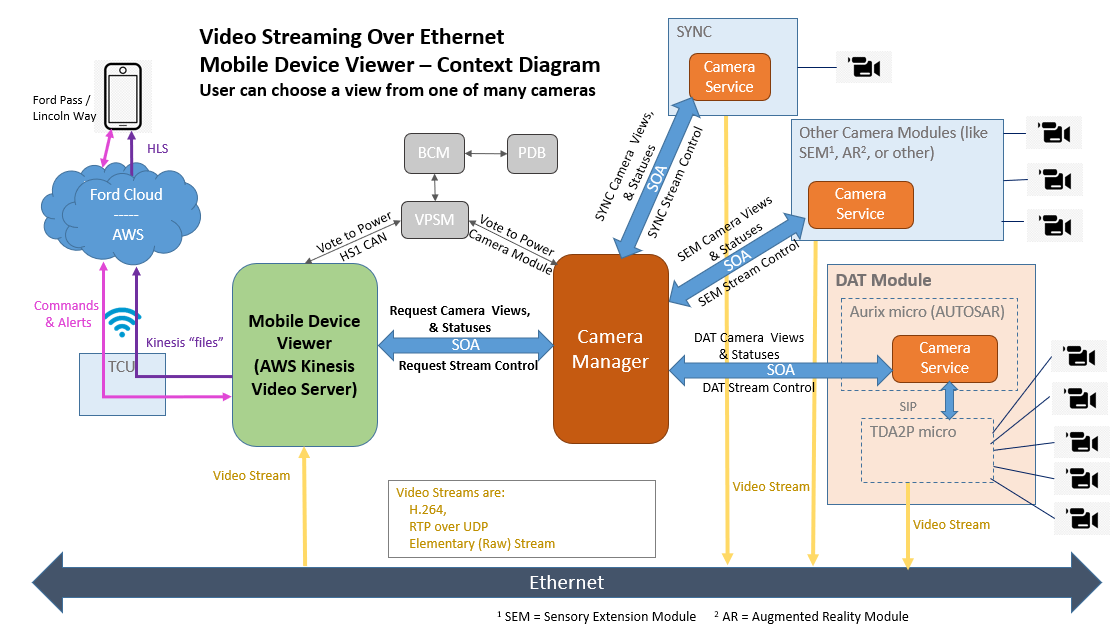 Video Streaming Over Ethernet
Mobile Device Viewer – Context Diagram
User can choose a view from one of many cameras
SYNC
Camera
Service
Ford Pass /
Lincoln Way
HLS
Ford Cloud
-----
AWS
BCM
PDB
VPSM
Vote to Power
HS1 CAN
Vote to Power
Camera Module
SYNC Camera Views,
& Statuses
SOA
SYNC Stream Control
Other Camera Modules (like
SEM¹, AR², or other)
Camera
Service
SEM Camera Views
& Statuses
SOA
SEM Stream Control
Commands
& Alerts
Kinesis “files”
TCU
Mobile Device
Viewer
(AWS Kinesis
Video Server)
Request Camera Views,
& Statuses
SOA
Request Stream Control
Camera
Manager
DAT Camera Views
& Statuses
SOA
DAT Stream Control
DAT Module
Aurix micro (AUTOSAR)
Camera
Service
SIP
TDA2P micro
Video Stream
Video Streams are:
H.264,
RTP over UDP
Elementary (Raw) Stream
Video Stream
Video Stream
Ethernet
¹ SEM = Sensory Extension Module ² AR = Augmented Reality Module